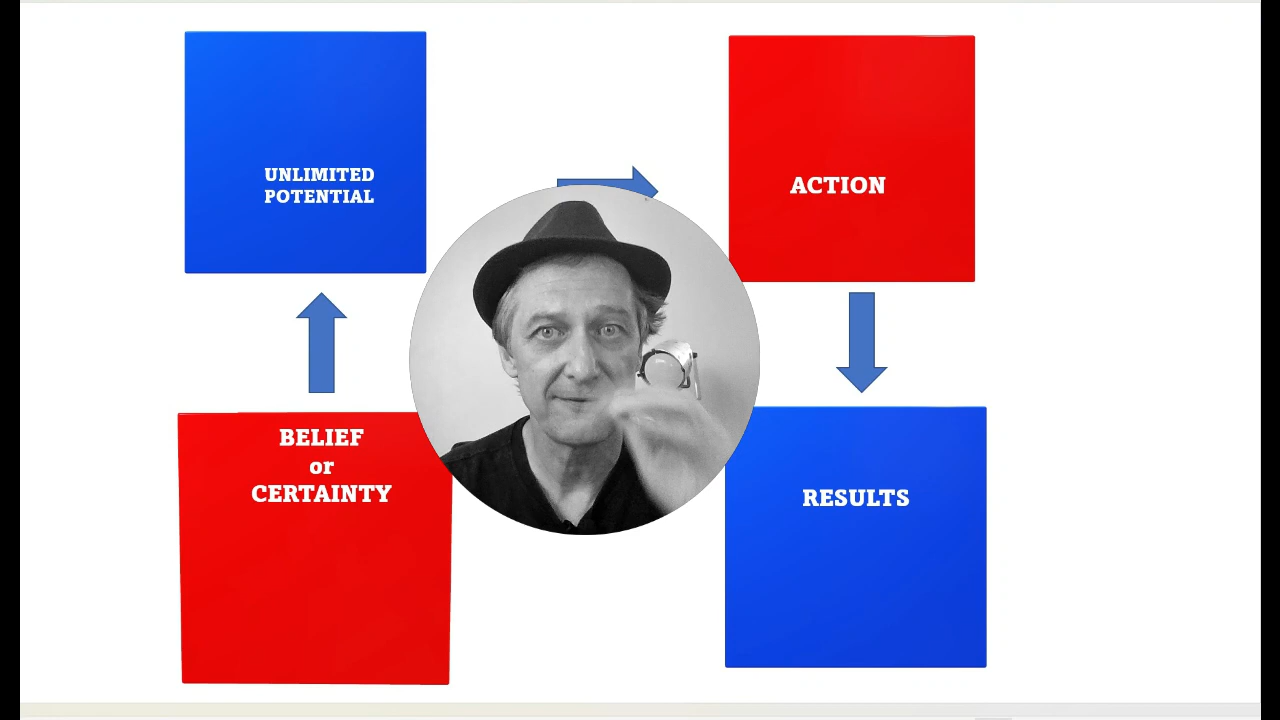 UNLIMITED
POTENTIAL
ACTION
BELIEF
or
CERTAINTY
RESULTS